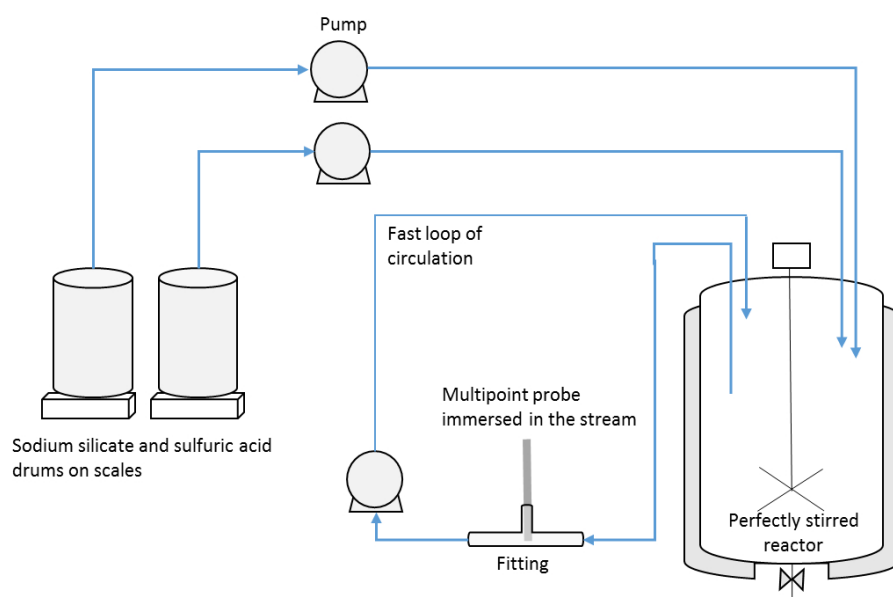 Pump
Fast loop of
circulation
Multipoint probe
immersed in the stream
Sodium silicate and sulfuric acid
drums on scales
Perfectly stirred
reactor
Fitting